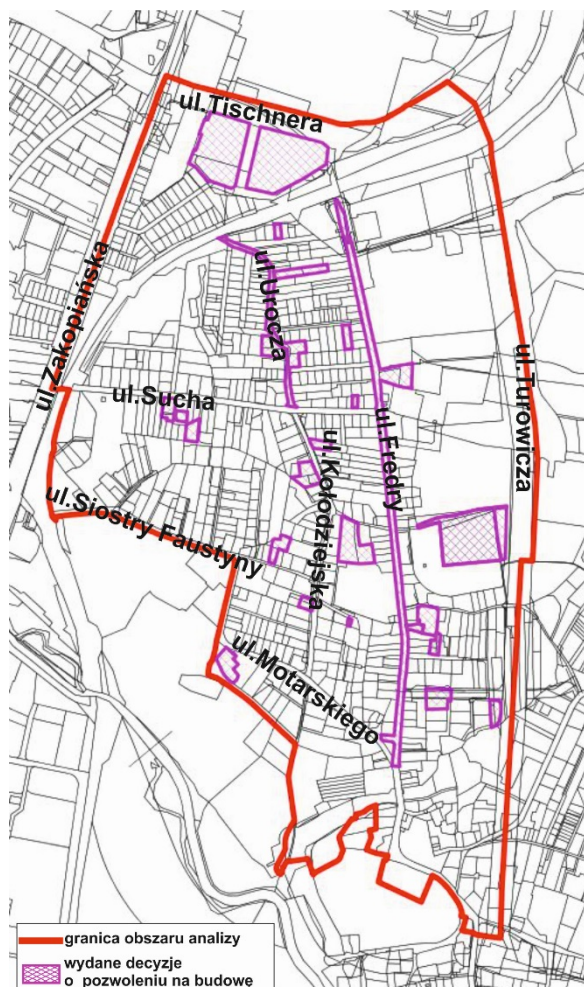 ul.Tischnera
ul.Zakopiańska
ul.Urocza
ul.Sucha
ul.Turowicza
ul.Fredry
ul.Kołodziejska
ul.Siostry Faustyny
ul.Motarskiego
granica obszaru analizy
wydane decyzje
o pozwoleniu na budowę